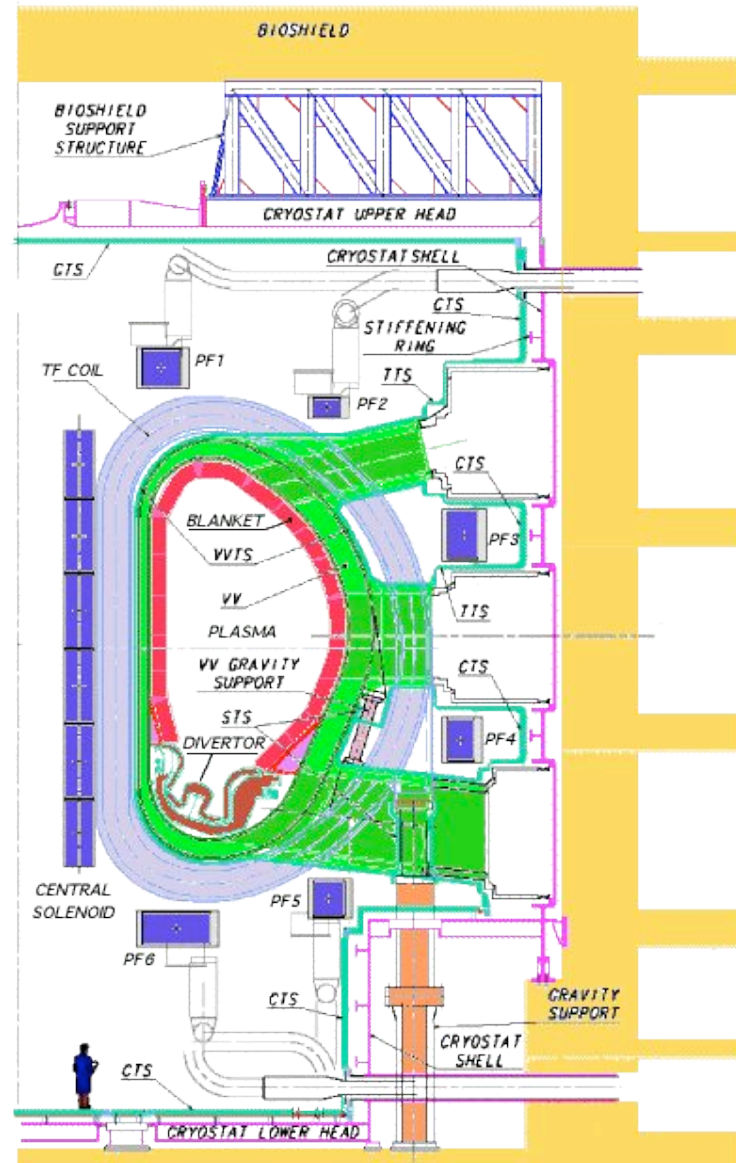 BIOSHIELD
BIOSHIELD
SUPPORT
STRUCTURE
CRYOSTAT UPPER HEAD
CTS
CRYOSTAT SHELL
CTS
STIFFENING
RING
PF1
TF COIL
TTS
PF2
CTS
BLANKET
PF3
VVTS
VV
TTS
PLASMA
VV GRAVITY
SUPPORT
CTS
STS
PF4
DIVERTOR
CENTRAL
SOLENOID
PF5
PF6
CTS
GRAVITY
SUPPORT
CRYOSTAT
SHELL
CTS
CRYOSTAT LOWER HEAD